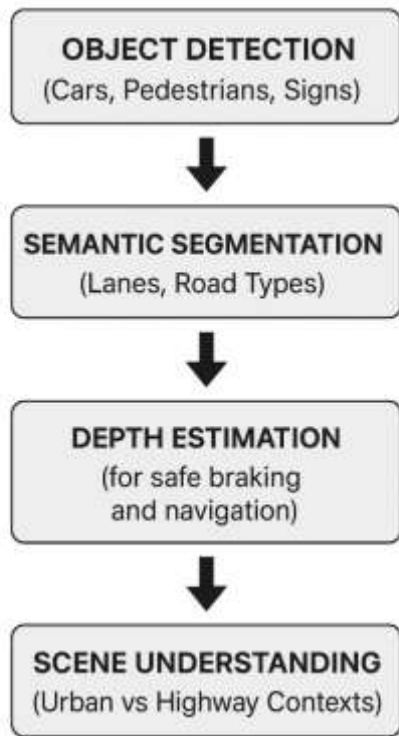 OBJECT DETECTION
(Cars, Pedestrians, Signs)
SEMANTIC SEGMENTATION
(Lanes, Road Types)
DEPTH ESTIMATION
(for safe braking
and navigation)
SCENE UNDERSTANDING
(Urban vs Highway Contexts)